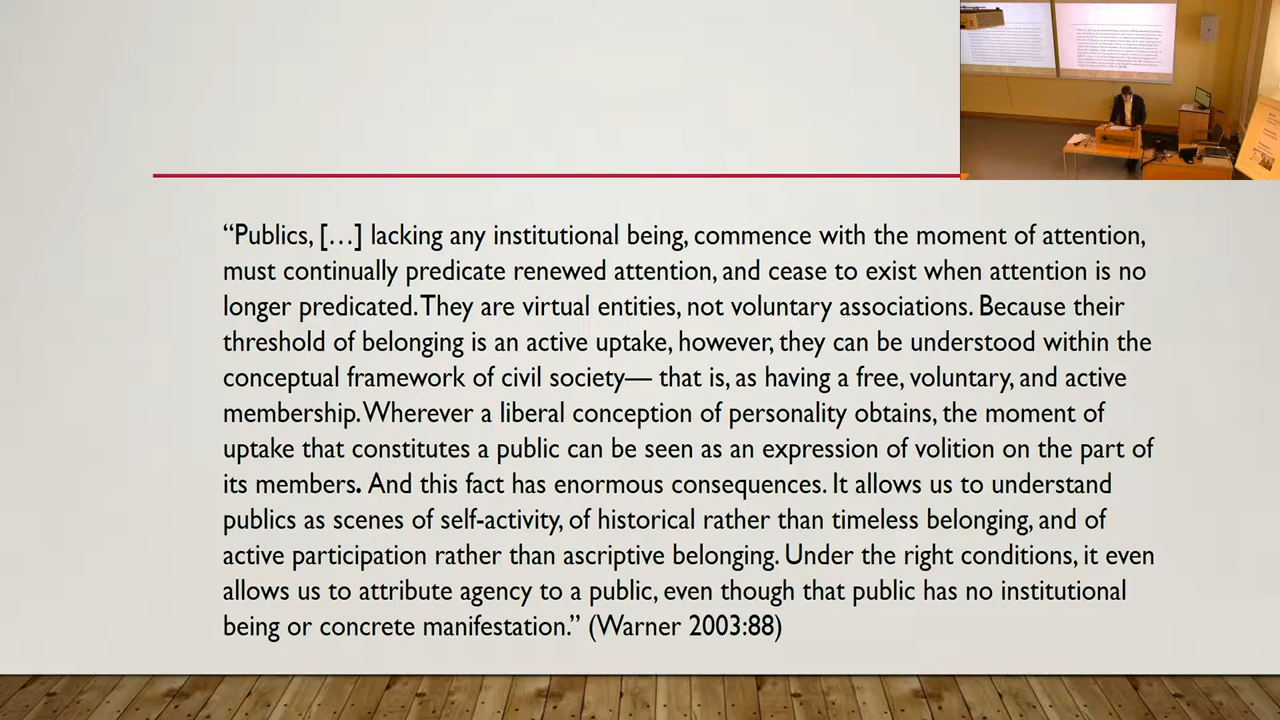 “Publics, […] lacking any institutional being, commence with the moment of attention,
must continually predicate renewed attention, and cease to exist when attention is no
longer predicated. They are virtual entities, not voluntary associations. Because their
threshold of belonging is an active uptake, however, they can be understood within the
conceptual framework of civil society— that is, as having a free, voluntary, and active
membership. Wherever a liberal conception of personality obtains, the moment of
uptake that constitutes a public can be seen as an expression of volition on the part of
its members. And this fact has enormous consequences. It allows us to understand
publics as scenes of self-activity, of historical rather than timeless belonging, and of
active participation rather than ascriptive belonging. Under the right conditions, it even
allows us to attribute agency to a public, even though that public has no institutional
being or concrete manifestation.” (Warner 2003:88)